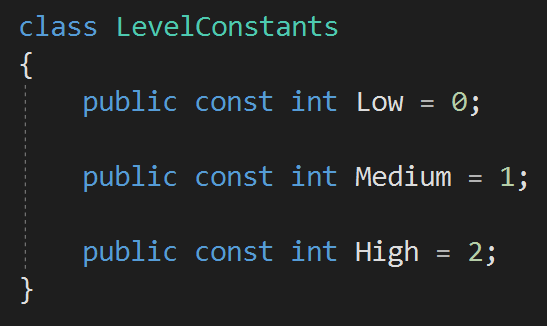 class LevelConstants
{
    public const int Low = 0;
    public const int Medium = 1;
    public const int High = 2;
}